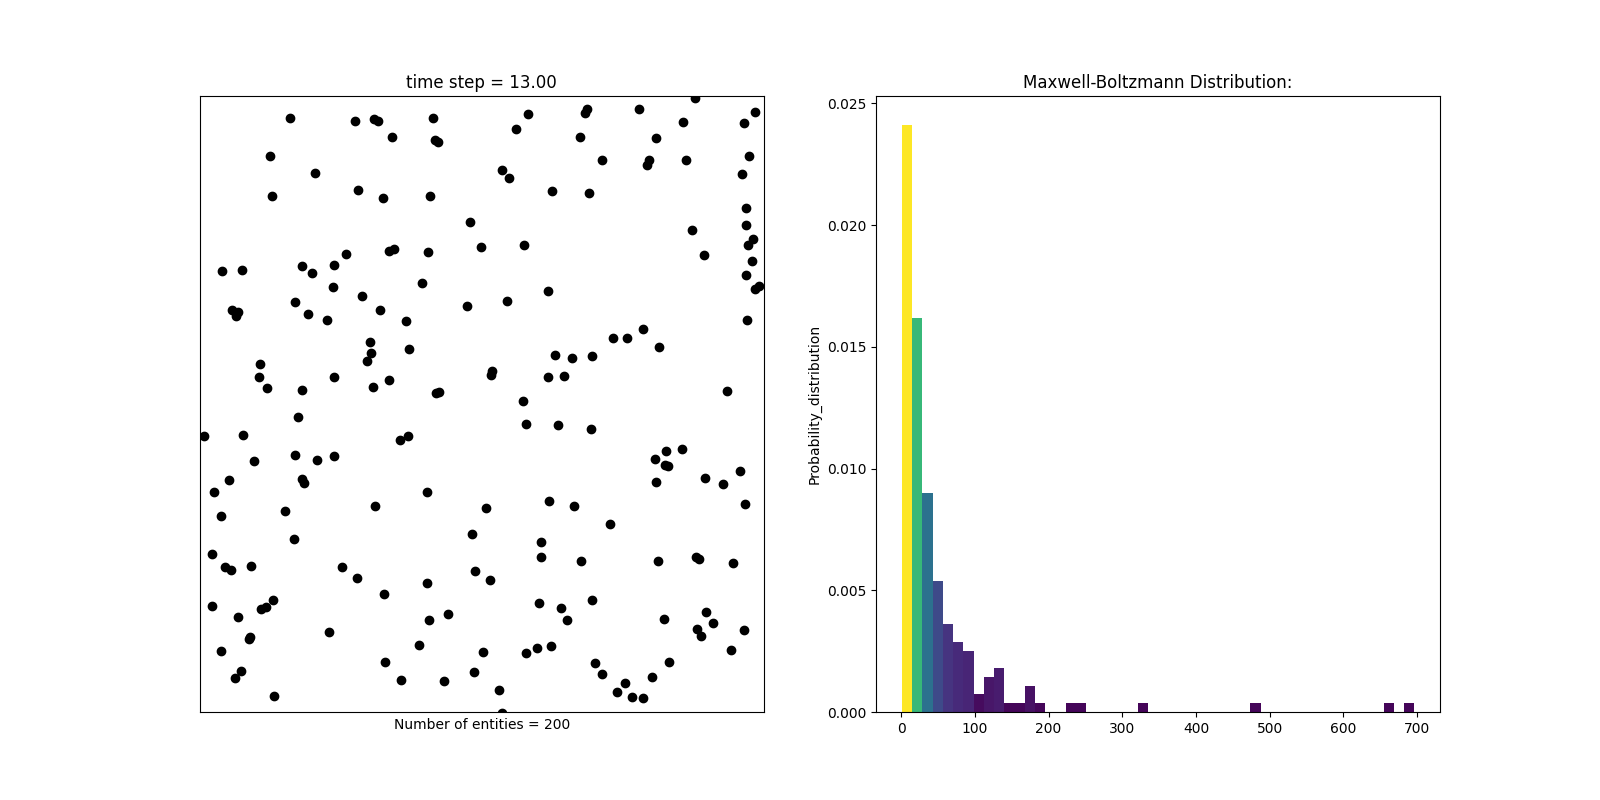 time step = 13.00
Number of entities = 200
Maxwell-Boltzmann Distribution:
Probability_distribution
0.025
0.020
0.015
0.010
0.005
0.000
0 100 200 300 400 500 600 700